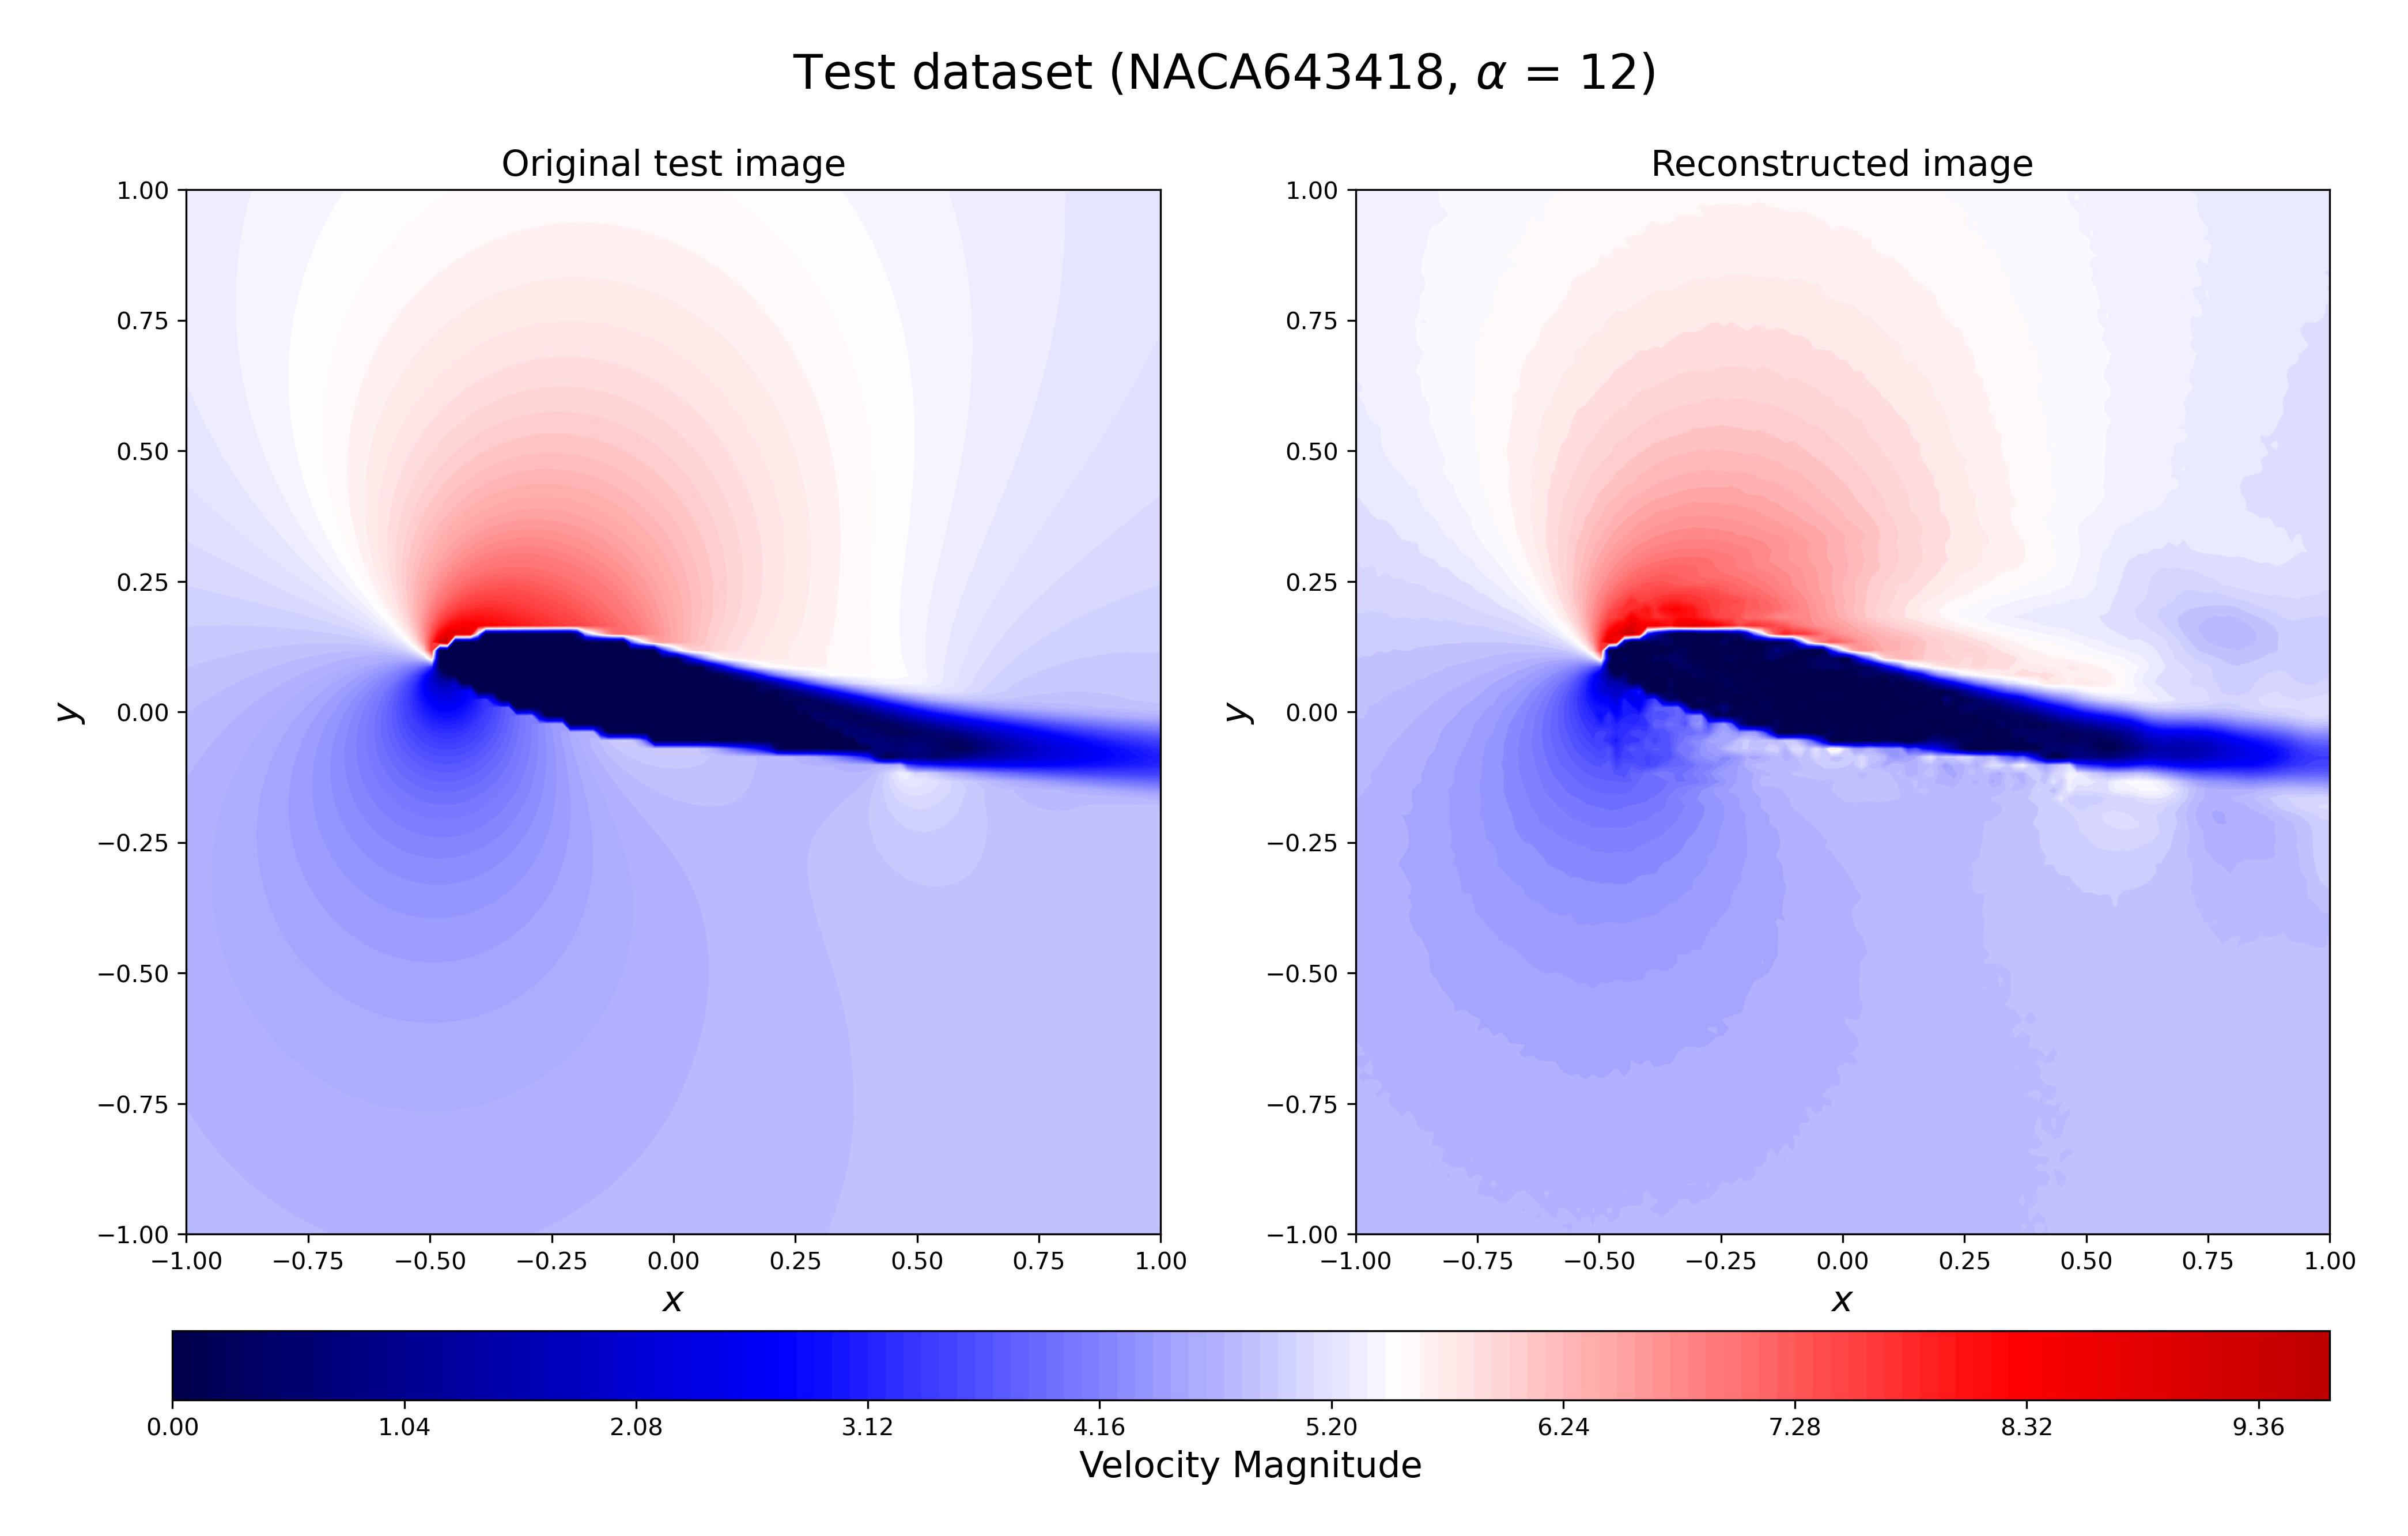 Test dataset (NACA643418, α = 12)
Original test image
Reconstructed image
1.00
0.75
0.50
0.25
0.00
−0.25
−0.50
−0.75
−1.00
y
−1.00 −0.75 −0.50 −0.25 0.00 0.25 0.50 0.75 1.00
x
1.00
0.75
0.50
0.25
0.00
−0.25
−0.50
−0.75
−1.00
y
−1.00 −0.75 −0.50 −0.25 0.00 0.25 0.50 0.75 1.00
x
0.00 1.04 2.08 3.12 4.16 5.20 6.24 7.28 8.32 9.36
Velocity Magnitude